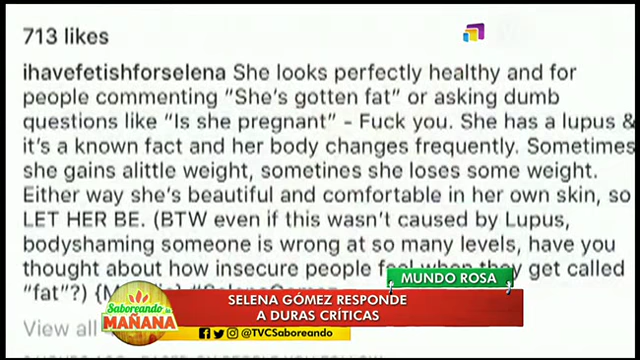 713 likes
ihavefetishforselena She looks perfectly healthy and for
people commenting “She’s gotten fat” or asking dumb
questions like “Is she pregnant” - Fuck you. She has a lupus &
it’s a known fact and her body changes frequently. Sometimes
she gains alittle weight, sometines she loses some weight.
Either way she’s beautiful and comfortable in her own skin, so
LET HER BE. (BTW even if this wasn’t caused by Lupus,
bodyshaming someone is wrong at so many levels, have you
thought about how insecure people feel when they get called
“fat”?)
MUNDO ROSA
Saboreando la
MAÑANA
SELENA GÓMEZ RESPONDE
A DURAS CRÍTICAS
View all
@TVCSaboreando